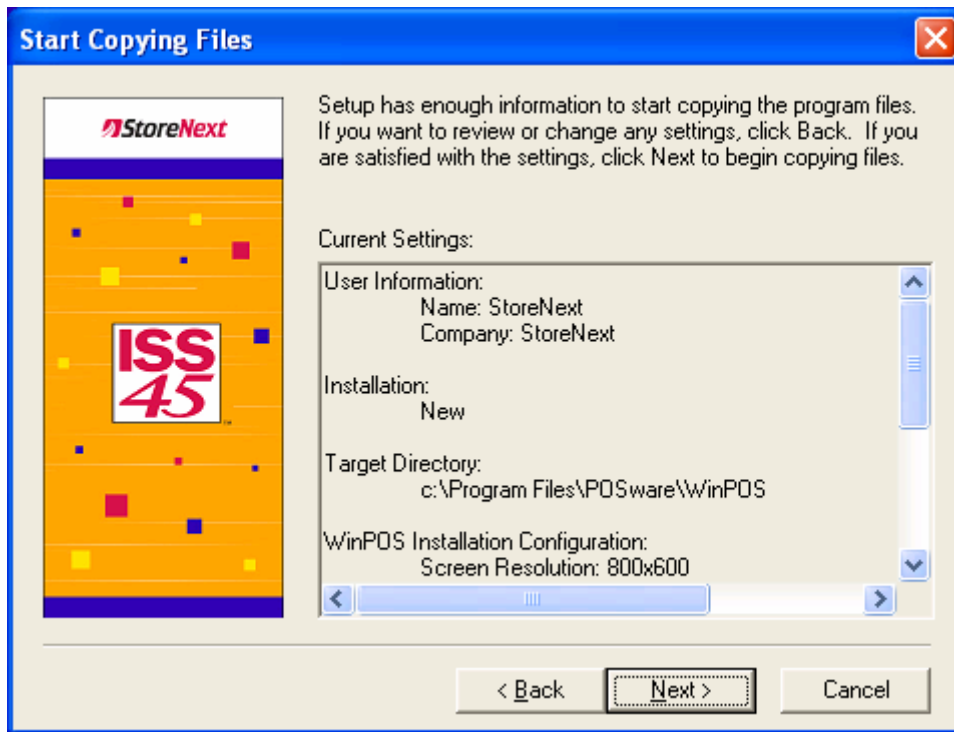 Start Copying Files
StoreNext
ISS
45
Setup has enough information to start copying the program files.
If you want to review or change any settings, click Back.  If you
are satisfied with the settings, click Next to begin copying files.
Current Settings:
User Information:
Name: StoreNext
Company: StoreNext
Installation:
New
Target Directory:
c:\Program Files\POSware\\WinPOS
WinPOS Installation Configuration:
Screen Resolution: 800x600
< Back
Next >
Cancel